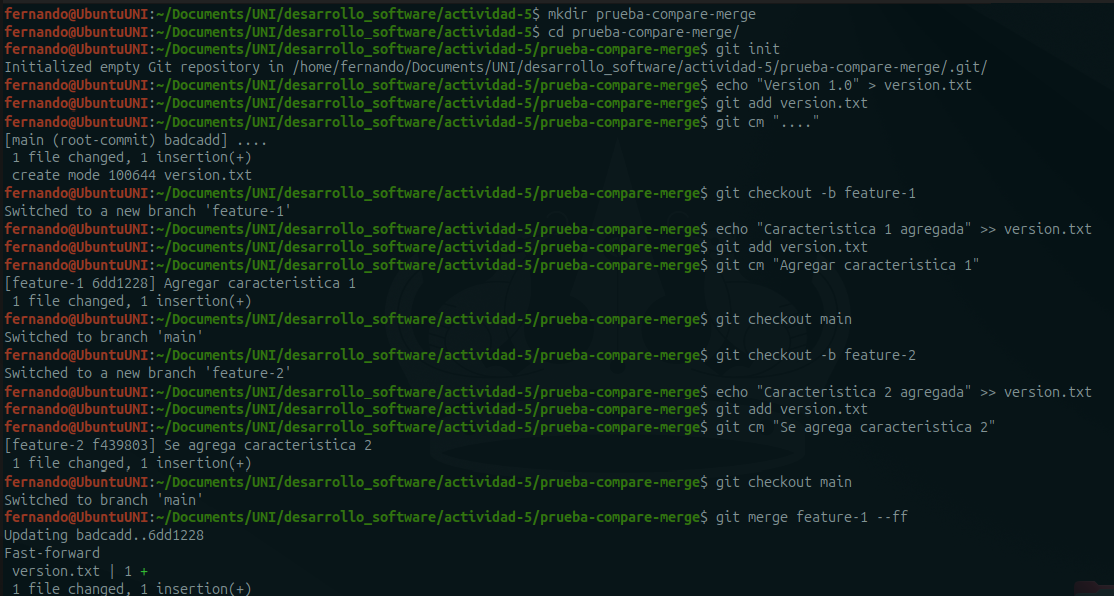 fernando@UbuntuUNI:~/Documents/UNI/desarrollo_software/actividad-5$ mkdir prueba-compare-merge
fernando@UbuntuUNI:~/Documents/UNI/desarrollo_software/actividad-5$ cd prueba-compare-merge/
fernando@UbuntuUNI:~/Documents/UNI/desarrollo_software/actividad-5/prueba-compare-merge$ git init
Initialized empty Git repository in /home/fernando/Documents/UNI/desarrollo_software/actividad-5/prueba-compare-merge/.git/
fernando@UbuntuUNI:~/Documents/UNI/desarrollo_software/actividad-5/prueba-compare-merge$ echo "Version 1.0" > version.txt
fernando@UbuntuUNI:~/Documents/UNI/desarrollo_software/actividad-5/prueba-compare-merge$ git add version.txt
fernando@UbuntuUNI:~/Documents/UNI/desarrollo_software/actividad-5/prueba-compare-merge$ git cm "...."
[main (root-commit) badcadd] ....
 1 file changed, 1 insertion(+)
 create mode 100644 version.txt
fernando@UbuntuUNI:~/Documents/UNI/desarrollo_software/actividad-5/prueba-compare-merge$ git checkout -b feature-1
Switched to a new branch 'feature-1'
fernando@UbuntuUNI:~/Documents/UNI/desarrollo_software/actividad-5/prueba-compare-merge$ echo "Caracteristica 1 agregada" >> version.txt
fernando@UbuntuUNI:~/Documents/UNI/desarrollo_software/actividad-5/prueba-compare-merge$ git add version.txt
fernando@UbuntuUNI:~/Documents/UNI/desarrollo_software/actividad-5/prueba-compare-merge$ git cm "Agregar caracteristica 1"
[feature-1 6dd1228] Agregar caracteristica 1
 1 file changed, 1 insertion(+)
fernando@UbuntuUNI:~/Documents/UNI/desarrollo_software/actividad-5/prueba-compare-merge$ git checkout main
Switched to branch 'main'
fernando@UbuntuUNI:~/Documents/UNI/desarrollo_software/actividad-5/prueba-compare-merge$ git checkout -b feature-2
Switched to a new branch 'feature-2'
fernando@UbuntuUNI:~/Documents/UNI/desarrollo_software/actividad-5/prueba-compare-merge$ echo "Caracteristica 2 agregada" >> version.txt
fernando@UbuntuUNI:~/Documents/UNI/desarrollo_software/actividad-5/prueba-compare-merge$ git add version.txt
fernando@UbuntuUNI:~/Documents/UNI/desarrollo_software/actividad-5/prueba-compare-merge$ git cm "Se agrega caracteristica 2"
[feature-2 f439803] Se agrega caracteristica 2
 1 file changed, 1 insertion(+)
fernando@UbuntuUNI:~/Documents/UNI/desarrollo_software/actividad-5/prueba-compare-merge$ git checkout main
Switched to branch 'main'
fernando@UbuntuUNI:~/Documents/UNI/desarrollo_software/actividad-5/prueba-compare-merge$ git merge feature-1 --ff
Updating badcadd..6dd1228
Fast-forward
 version.txt | 1 +
 1 file changed, 1 insertion(+)